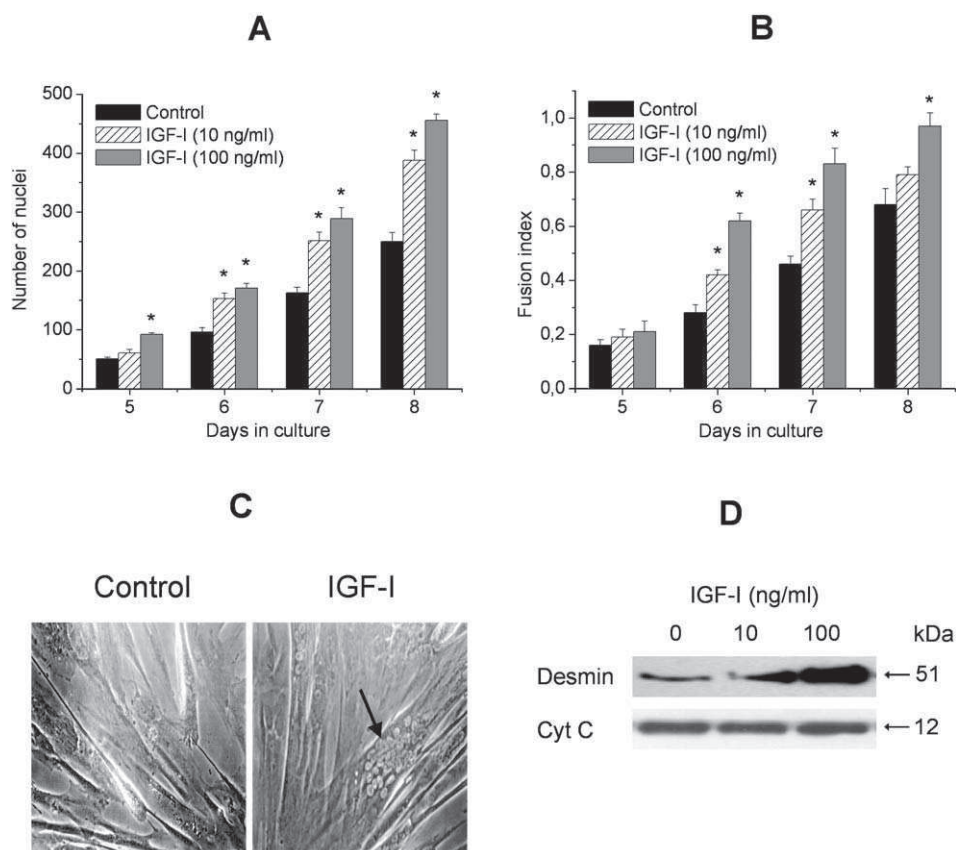 A
500
400
300
200
100
0
Number of nuclei
Control
IGF-I (10 ng/ml)
IGF-I (100 ng/ml)
*
* *
* *
* *
5 6 7 8
Days in culture
B
1,0
0,8
0,6
0,4
0,2
0,0
Fusion index
Control
IGF-I (10 ng/ml)
IGF-I (100 ng/ml)
* *
* *
*
5 6 7 8
Days in culture
C
Control IGF-I
D
IGF-I (ng/ml)
0 10 100 kDa
Desmin ← 51
Cyt C ← 12